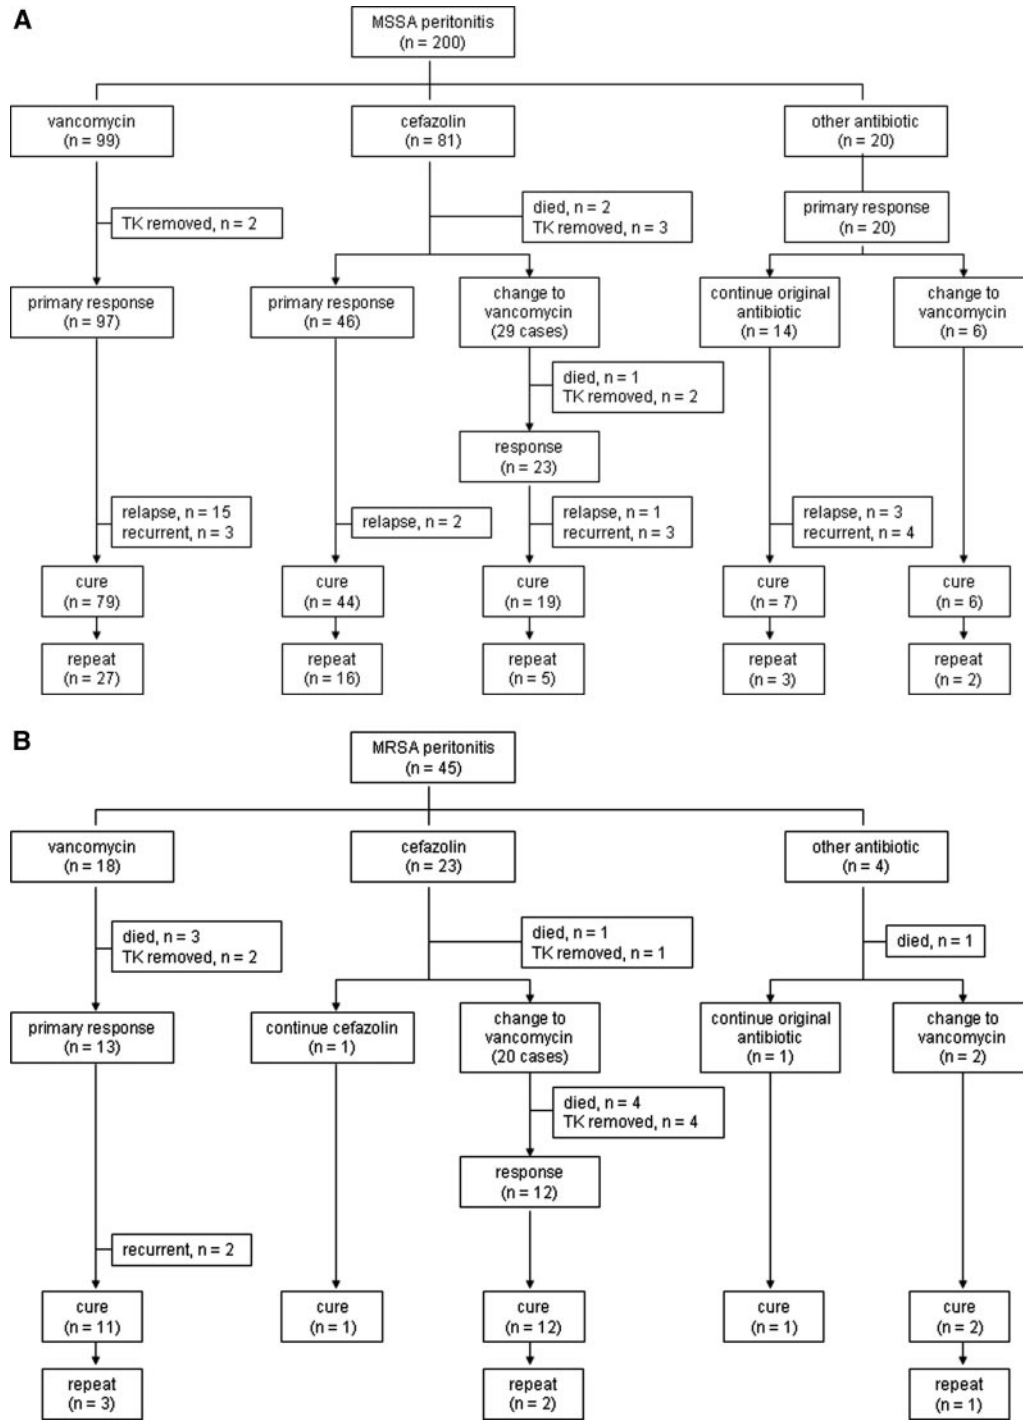 A
MSSA peritonitis
(n = 200)
vancomycin
(n = 99)
cefazolin
(n = 81)
other antibiotic
(n = 20)
TK removed, n = 2
died, n = 2
TK removed, n = 3
primary response
(n = 20)
primary response
(n = 97)
primary response
(n = 46)
change to
vancomycin
(29 cases)
continue original
antibiotic
(n = 14)
change to
vancomycin
(n = 6)
died, n = 1
TK removed, n = 2
response
(n = 23)
relapse, n = 15
recurrent, n = 3
relapse, n = 2
relapse, n = 1
recurrent, n = 3
relapse, n = 3
recurrent, n = 4
cure
(n = 79)
cure
(n = 44)
cure
(n = 19)
cure
(n = 7)
cure
(n = 6)
repeat
(n = 27)
repeat
(n = 16)
repeat
(n = 5)
repeat
(n = 3)
repeat
(n = 2)
B
MRSA peritonitis
(n = 45)
vancomycin
(n = 18)
cefazolin
(n = 23)
other antibiotic
(n = 4)
died, n = 3
TK removed, n = 2
died, n = 1
TK removed, n = 1
died, n = 1
primary response
(n = 13)
continue cefazolin
(n = 1)
change to
vancomycin
(20 cases)
continue original
antibiotic
(n = 1)
change to
vancomycin
(n = 2)
died, n = 4
TK removed, n = 4
response
(n = 12)
recurrent, n = 2
cure
(n = 11)
cure
(n = 1)
cure
(n = 12)
cure
(n = 1)
cure
(n = 2)
repeat
(n = 3)
repeat
(n = 2)
repeat
(n = 1)